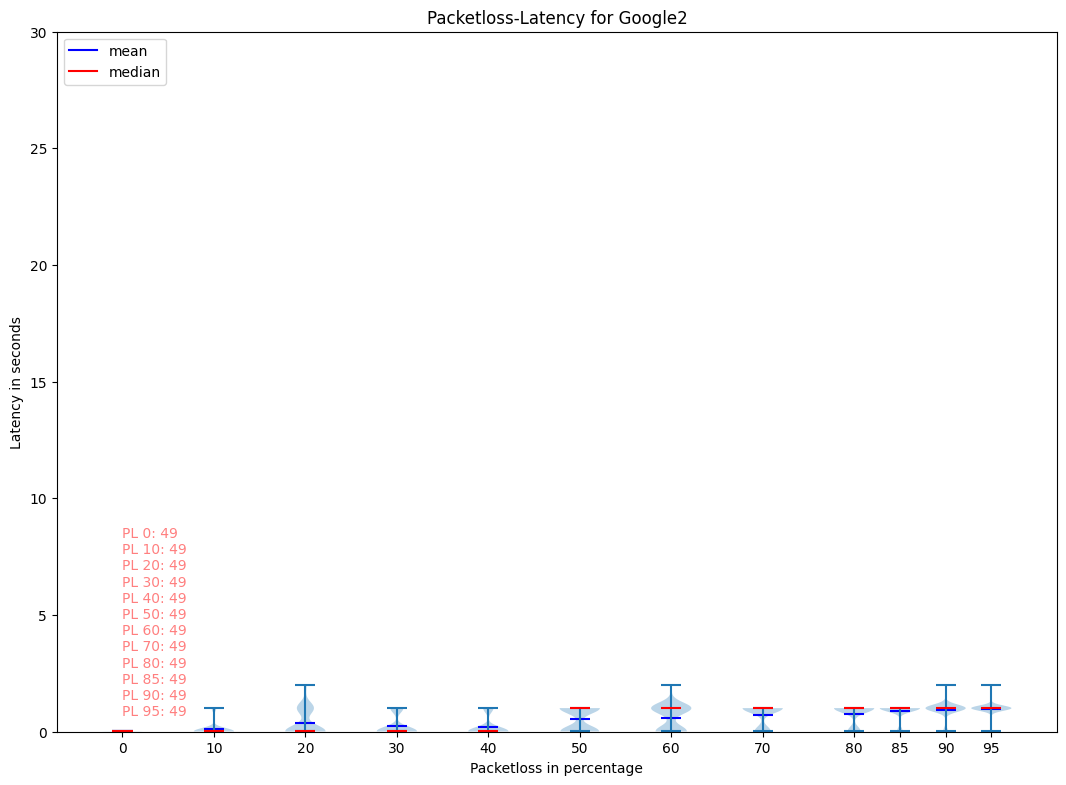 Packetloss-Latency for Google2
30
25
20
15
10
5
0
Latency in seconds
mean
median
PL 0: 49
PL 10: 49
PL 20: 49
PL 30: 49
PL 40: 49
PL 50: 49
PL 60: 49
PL 70: 49
PL 80: 49
PL 85: 49
PL 90: 49
PL 95: 49
0 10 20 30 40 50 60 70 80 85 90 95
Packetloss in percentage